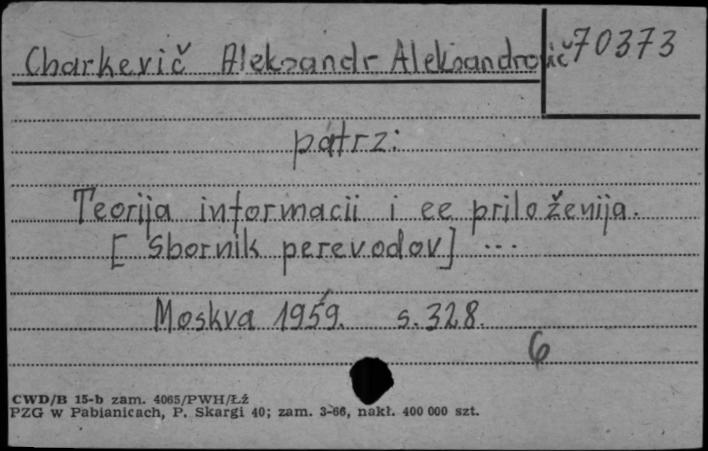 Charkevič Aleksandr Aleksandrovič
70373
patrz:
Teorija informacii i ee priloženija.
[Sbornik perevodov] ...
Moskva 1959. s. 328.
6
CWD/B 15-b zam. 4065/PWH/Łź
PZG w Pabianicach, P. Skargi 40; zam. 3-66, nakł. 400 000 szt.